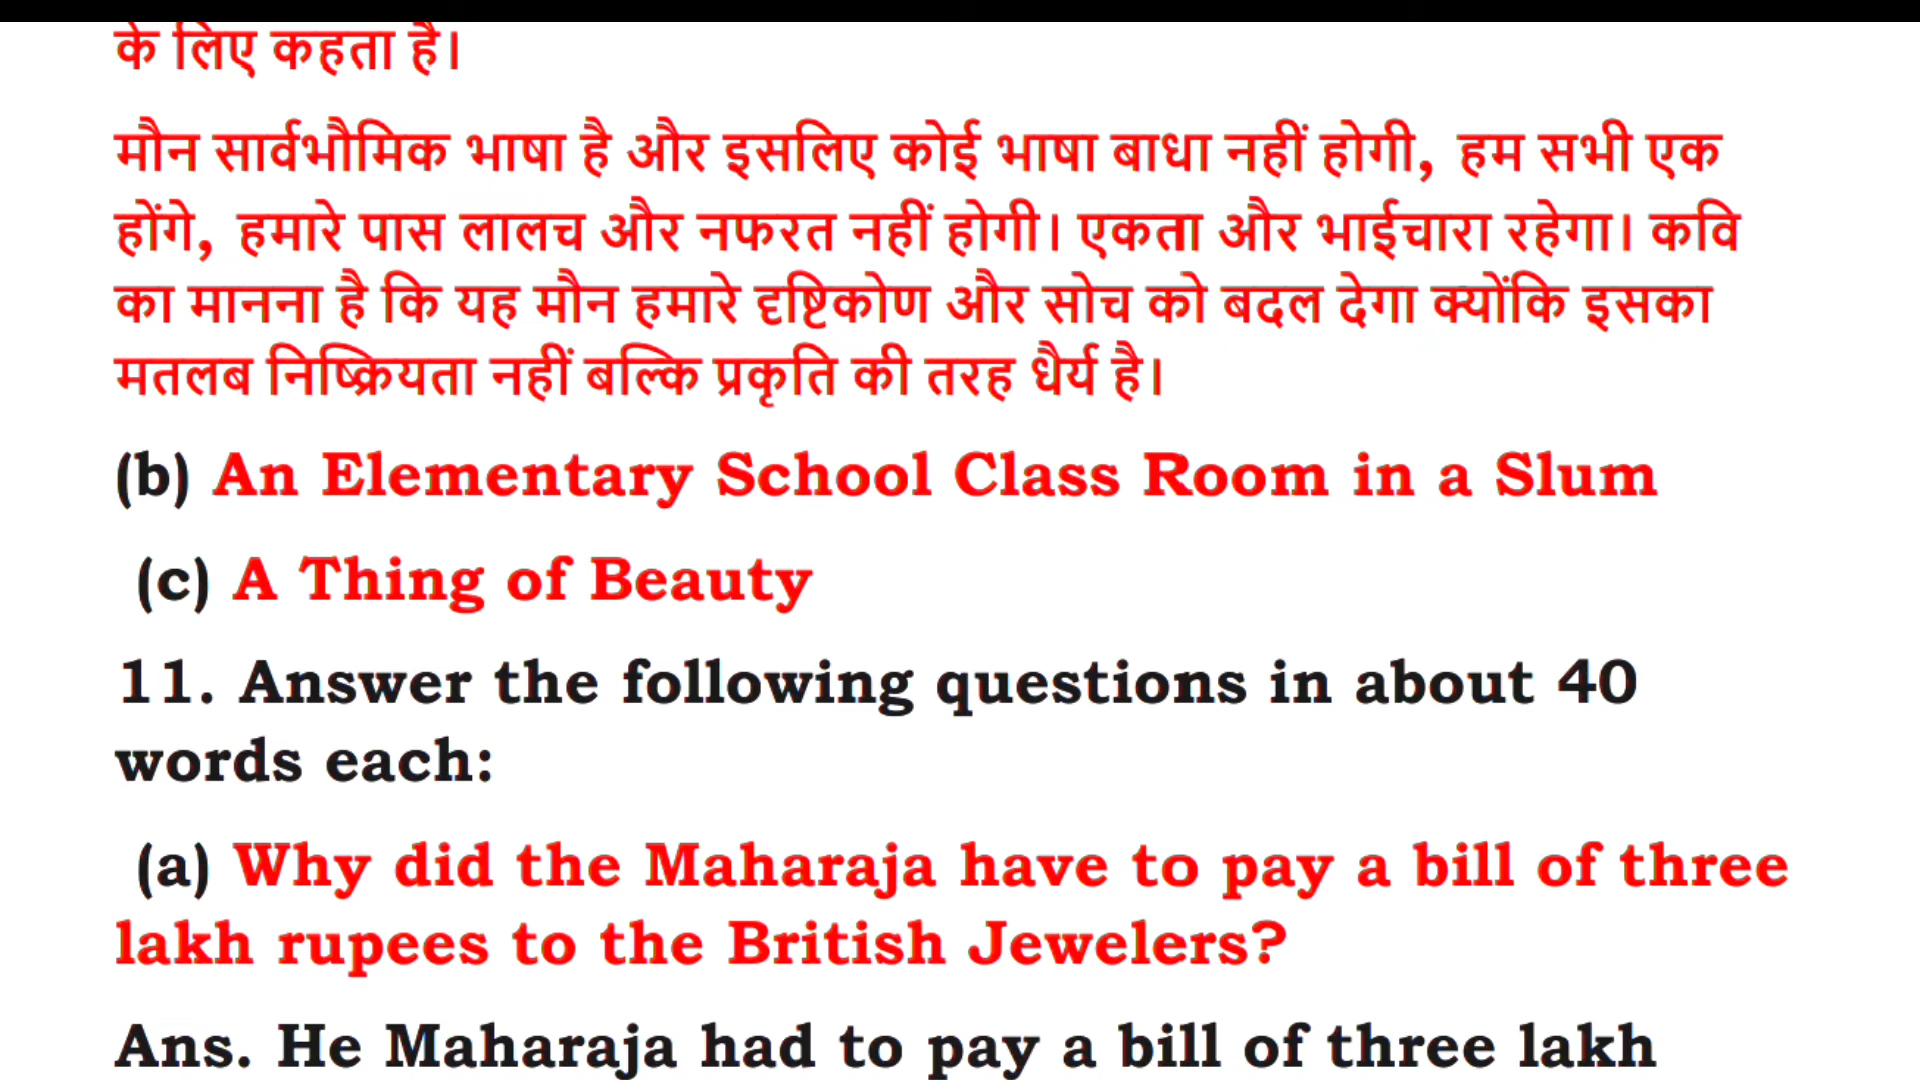 के लिए कहता है।
मौन सार्वभौमिक भाषा है और इसलिए कोई भाषा बाधा नहीं होगी, हम सभी एक
होंगे, हमारे पास लालच और नफरत नहीं होगी। एकता और भाईचारा रहेगा। कवि
का मानना है कि यह मौन हमारे दृष्टिकोण और सोच को बदल देगा क्योंकि इसका
मतलब निष्क्रियता नहीं बल्कि प्रकृति की तरह धैर्य है।
(b) An Elementary School Class Room in a Slum
(c) A Thing of Beauty
11. Answer the following questions in about 40
words each:
(a) Why did the Maharaja have to pay a bill of three
lakh rupees to the British Jewelers?
Ans. He Maharaja had to pay a bill of three lakh